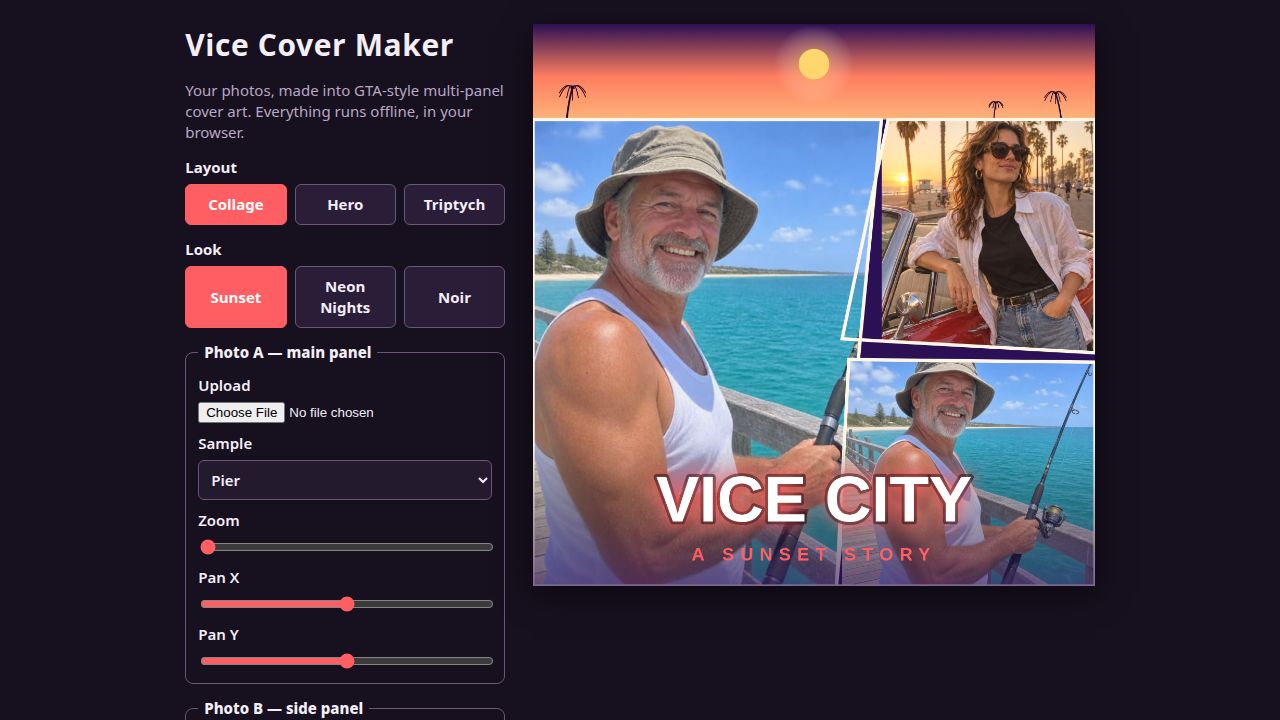 Vice Cover Maker
Your photos, made into GTA-style multi-panel
cover art. Everything runs offline, in your
browser.
Layout
Collage
Hero
Triptych
Look
Sunset
Neon
Nights
Noir
Photo A — main panel
Upload
Choose File No file chosen
Sample
Pier
Zoom
Pan X
Pan Y
Photo B — side panel
VICE CITY
A SUNSET STORY